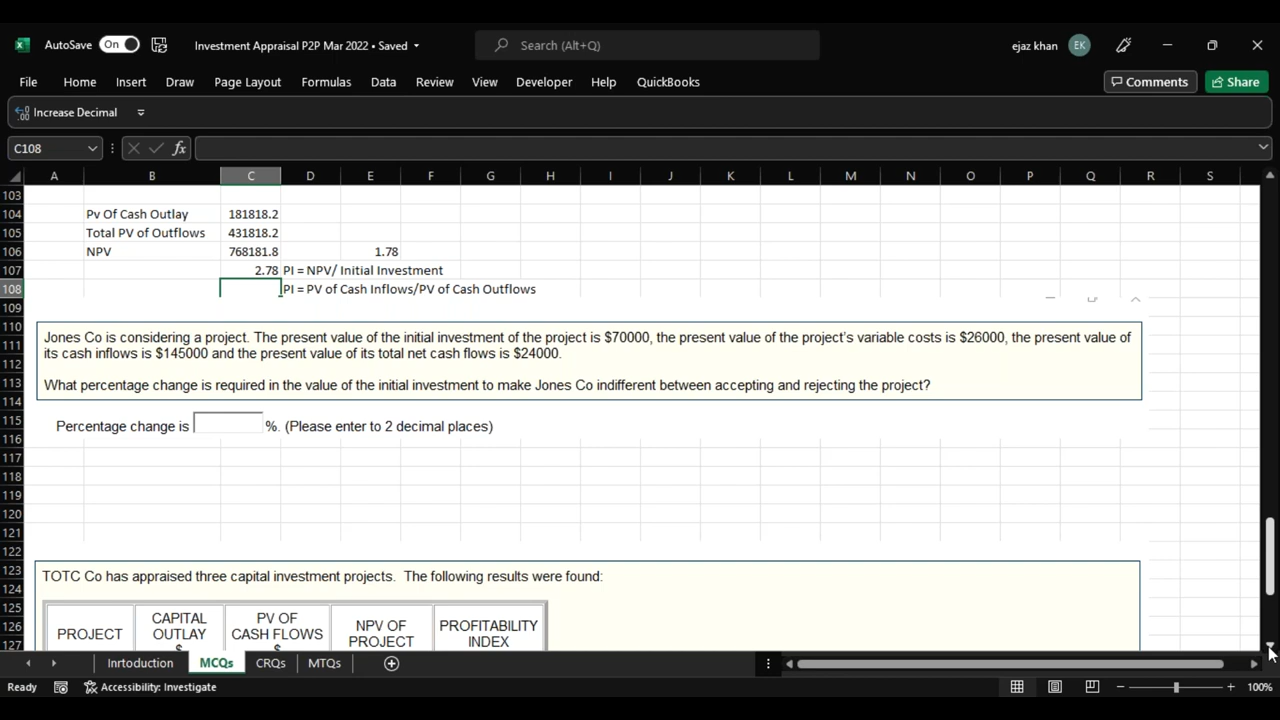 AutoSave On Investment Appraisal P2P Mar 2022 • Saved Search (Alt+Q) ejaz khan EK
File Home Insert Draw Page Layout Formulas Data Review View Developer Help QuickBooks Comments Share
Increase Decimal
C108 fx
A B C D E F G H I J K L M N O P Q R S
103
104 Pv Of Cash Outlay 181818.2
105 Total PV of Outflows 431818.2
106 NPV 768181.8 1.78
107 2.78 PI = NPV/ Initial Investment
108 PI = PV of Cash Inflows/PV of Cash Outflows
109
110
111 Jones Co is considering a project. The present value of the initial investment of the project is $70000, the present value of the project's variable costs is $26000, the present value of
112 its cash inflows is $145000 and the present value of its total net cash flows is $24000.
113 What percentage change is required in the value of the initial investment to make Jones Co indifferent between accepting and rejecting the project?
114
115 Percentage change is %. (Please enter to 2 decimal places)
116
117
118
119
120
121
122
123 TOTC Co has appraised three capital investment projects. The following results were found:
124
125
126 PROJECT CAPITAL OUTLAY $ PV OF CASH FLOWS $ NPV OF PROJECT PROFITABILITY INDEX
127
Inrtoduction MCQs CRQs MTQs
Ready Accessibility: Investigate 100%